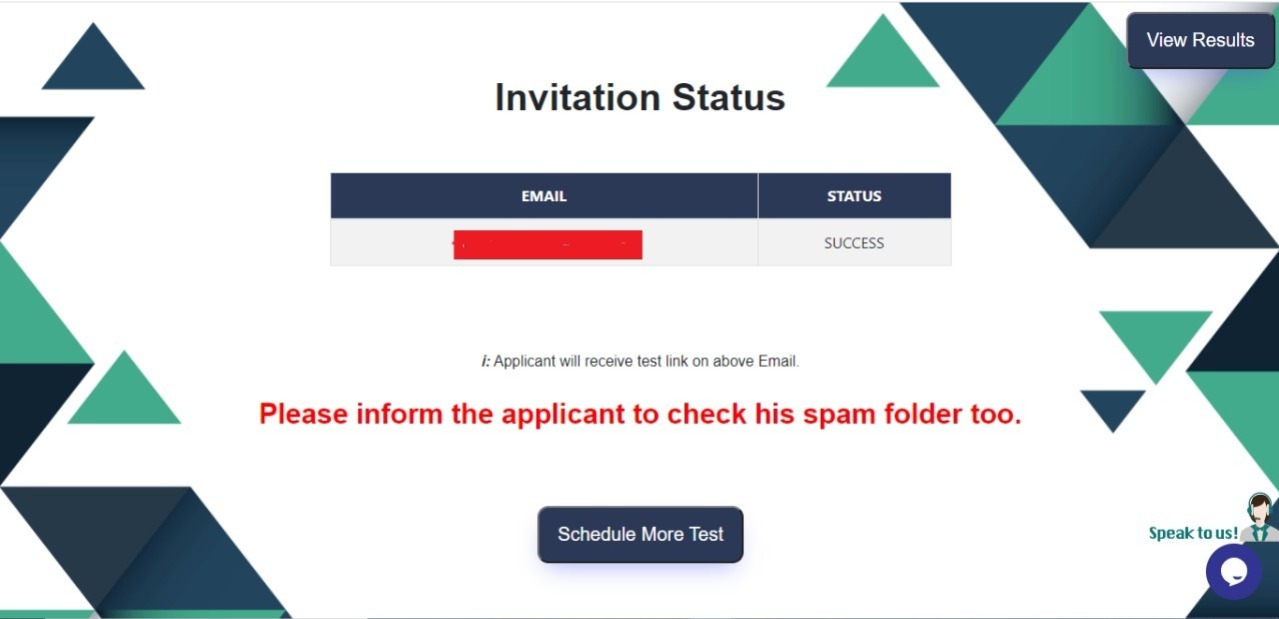 View Results
Invitation Status
EMAIL STATUS
SUCCESS
i: Applicant will receive test link on above Email.
Please inform the applicant to check his spam folder too.
Schedule More Test
Speak to us!